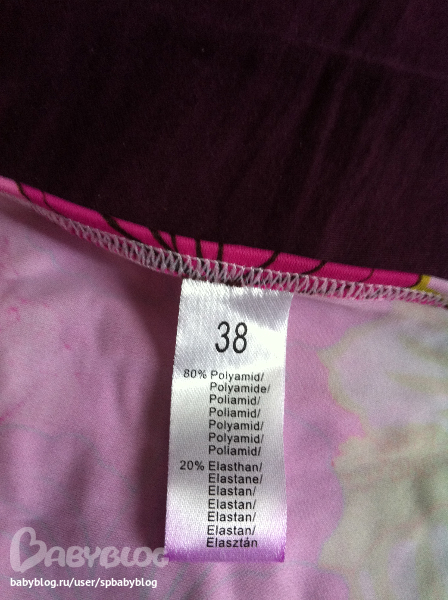 38
80% Polyamid/
Polyamide/
Poliamid/
Poliamid/
Polyamid/
Polyamid/
Poliamid/
20% Elasthan/
Elastane/
Elastan/
Elastan/
Elastan/
Elastan/
Elasztán
BABYBLOG
babyblog.ru/user/spbabyblog